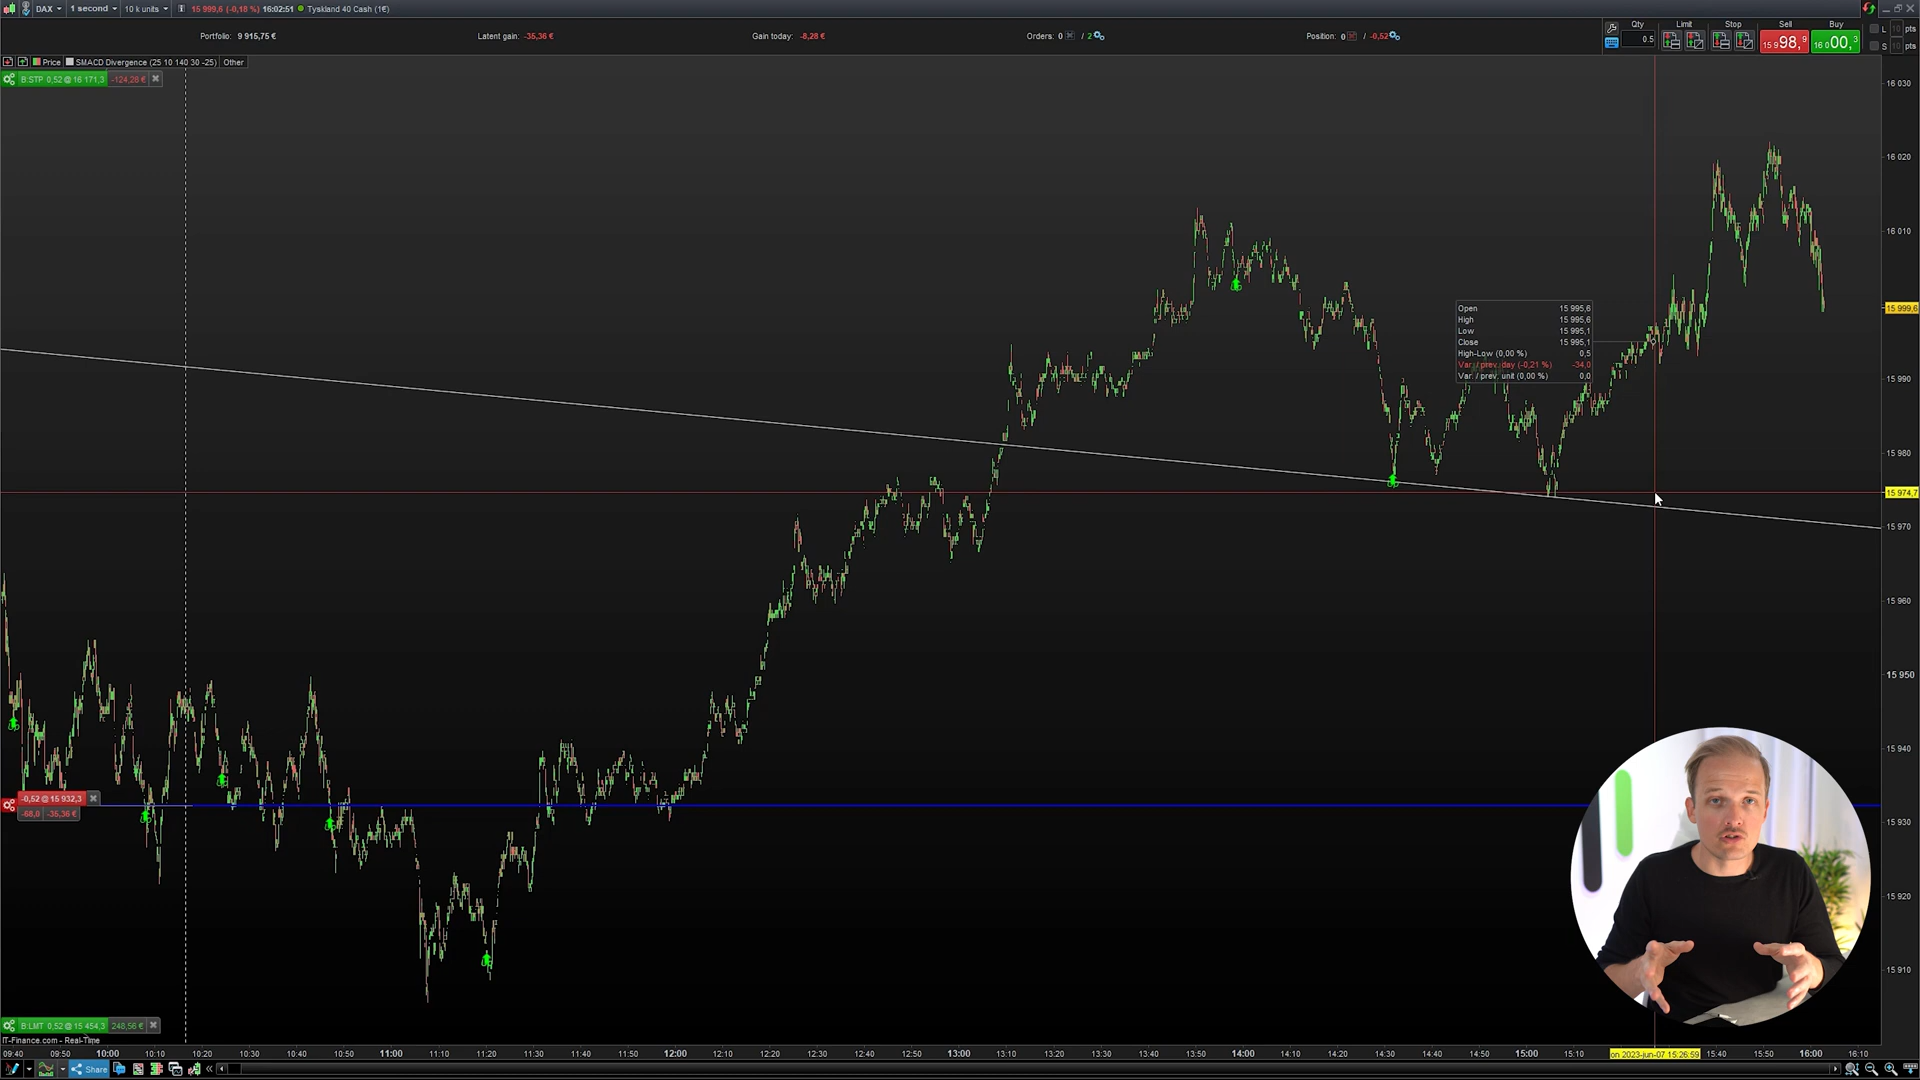 DAX 1 second 10 k units 15 999,6 (-0,18 %) 16:02:51 Tyskland 40 Cash (1€)
Portfolio: 9 915,75 € Latent gain: -35,36 € Gain today: -8,28 € Orders: 0 / 2 Position: 0 / -0,52
Qty Limit Stop Sell Buy
0.5 15 998,9 16 000,3
L 10 pts
S 10 pts
Price SMACD Divergence (25 10 140 30 -25) Other
B:STP 0,52 @ 16 171,3 -124,28 €
16 030
16 020
16 010
15 999,6
15 990
15 980
15 974,7
15 970
15 960
15 950
15 940
15 930
15 920
15 910
Open 15 995,6
High 15 995,6
Low 15 995,1
Close 15 995,1
High-Low (0,00 %) 0,5
Var. / prev. day (-0,21 %) -34,0
Var. / prev. unit (0,00 %) 0,0
-0,52 @ 15 932,3
-68,0 -35,36 €
B:LMT 0,52 @ 15 454,3 248,56 €
IT-Finance.com - Real-Time
09:40 09:50 10:00 10:10 10:20 10:30 10:40 10:50 11:00 11:10 11:20 11:30 11:40 11:50 12:00 12:10 12:20 12:30 12:40 12:50 13:00 13:10 13:20 13:30 13:40 13:50 14:00 14:10 14:20 14:30 14:40 14:50 15:00 15:10 on 2023-jun-07 15:26:59 15:40 15:50 16:00 16:10
Share